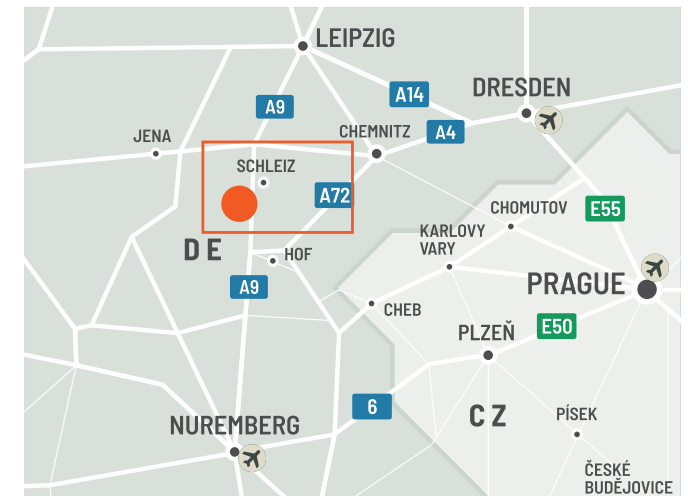 LEIPZIG
DRESDEN
A14
A9
A4
JENA
CHEMNITZ
SCHLEIZ
A72
CHOMUTOV
E55
KARLOVY
VARY
DE
HOF
PRAGUE
A9
CHEB
PLZEŇ
E50
6
NUREMBERG
CZ
PÍSEK
ČESKÉ
BUDĚJOVICE